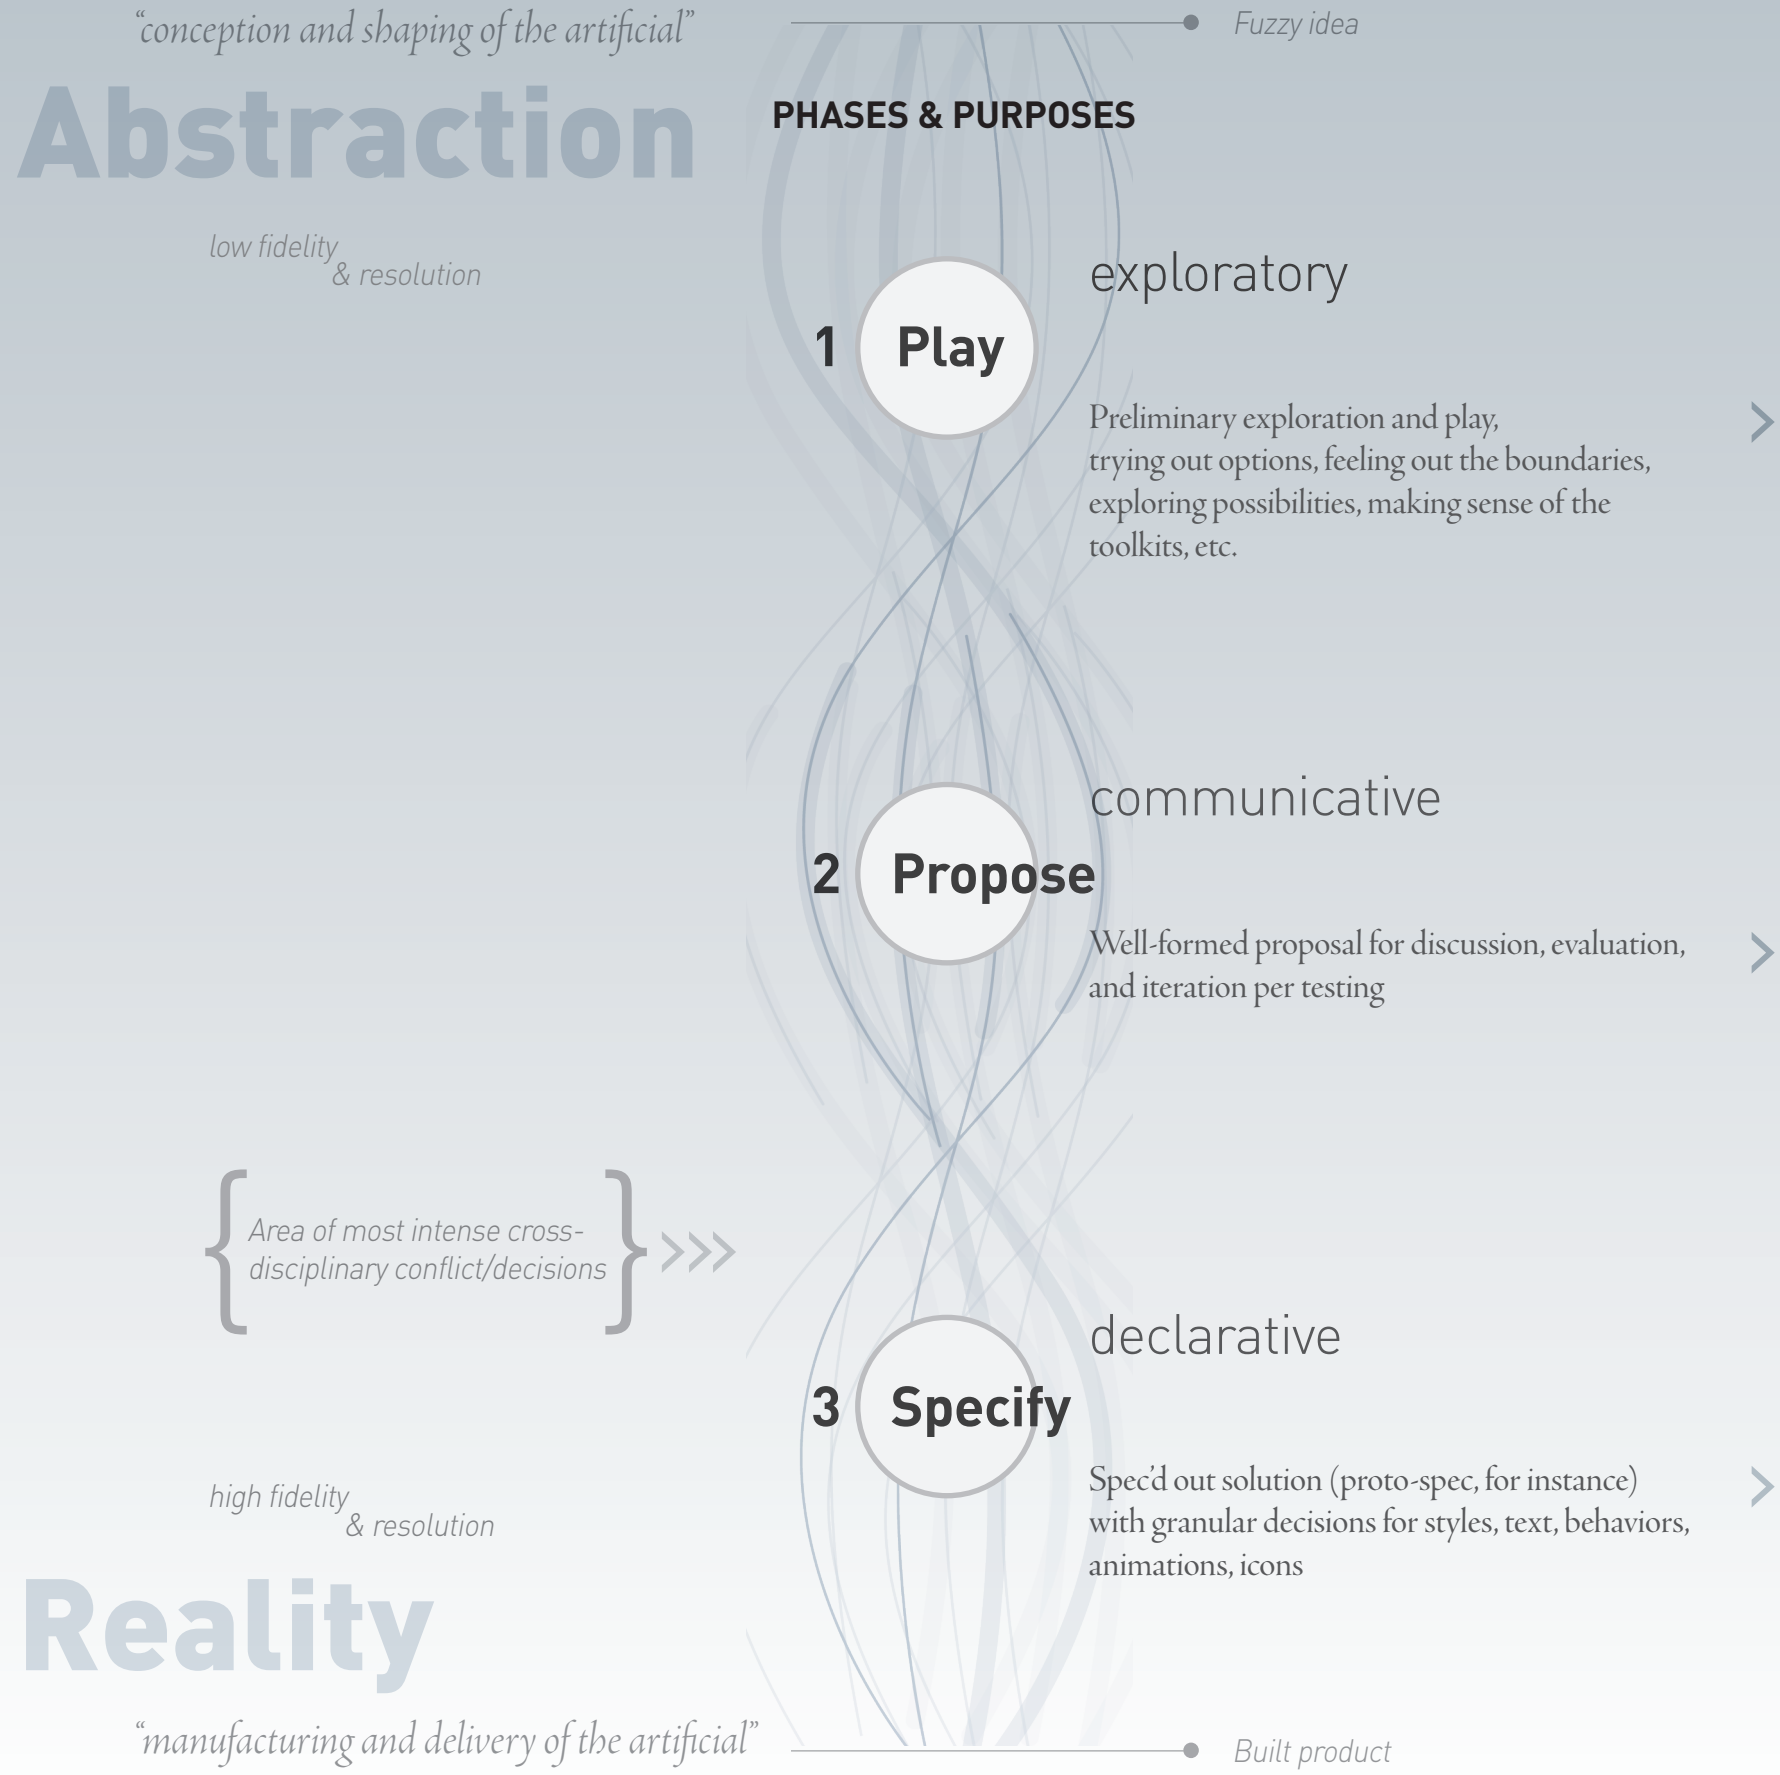 “conception and shaping of the artificial”
Fuzzy idea
Abstraction
PHASES & PURPOSES
low fidelity
& resolution
exploratory
1 Play
Preliminary exploration and play,
trying out options, feeling out the boundaries,
exploring possibilities, making sense of the
toolkits, etc.
communicative
2 Propose
Well-formed proposal for discussion, evaluation,
and iteration per testing
Area of most intense cross-
disciplinary conflict/decisions
declarative
3 Specify
Spec’d out solution (proto-spec, for instance)
with granular decisions for styles, text, behaviors,
animations, icons
high fidelity
& resolution
Reality
“manufacturing and delivery of the artificial”
Built product